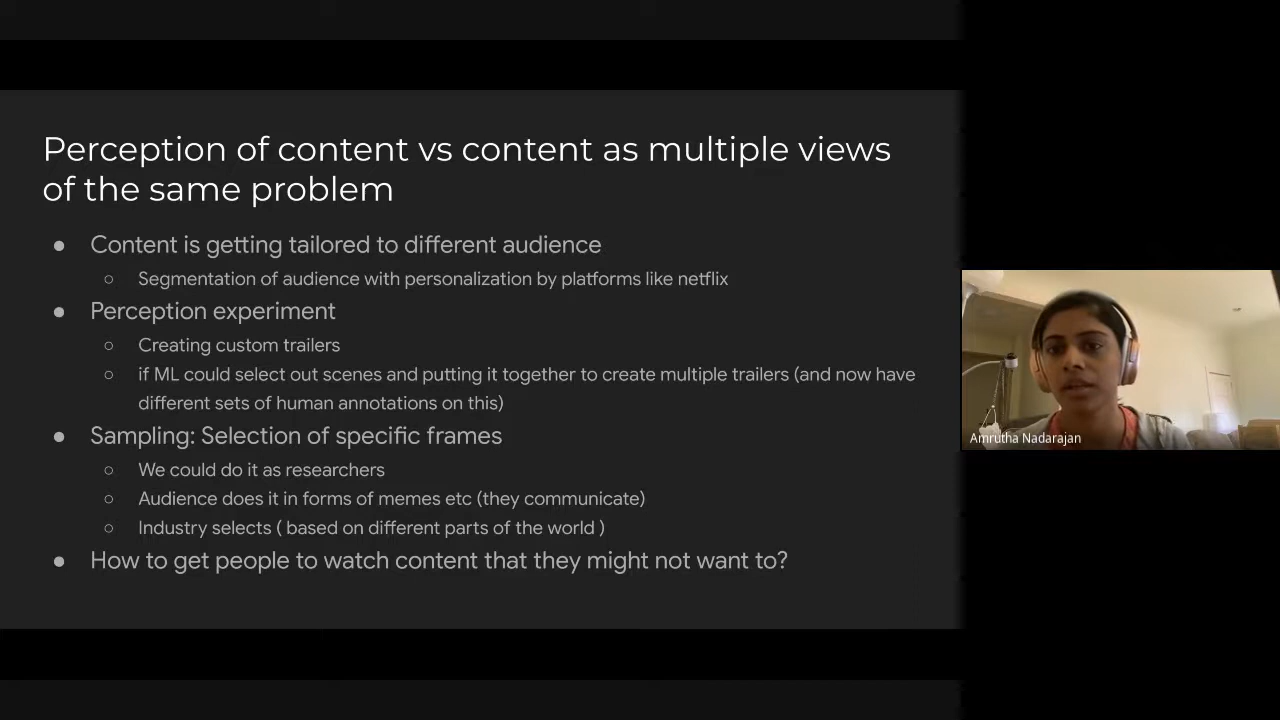 Perception of content vs content as multiple views
of the same problem
● Content is getting tailored to different audience
○ Segmentation of audience with personalization by platforms like netflix
● Perception experiment
○ Creating custom trailers
○ if ML could select out scenes and putting it together to create multiple trailers (and now have
different sets of human annotations on this)
● Sampling: Selection of specific frames
○ We could do it as researchers
○ Audience does it in forms of memes etc (they communicate)
○ Industry selects ( based on different parts of the world )
● How to get people to watch content that they might not want to?
Amrutha Nadarajan